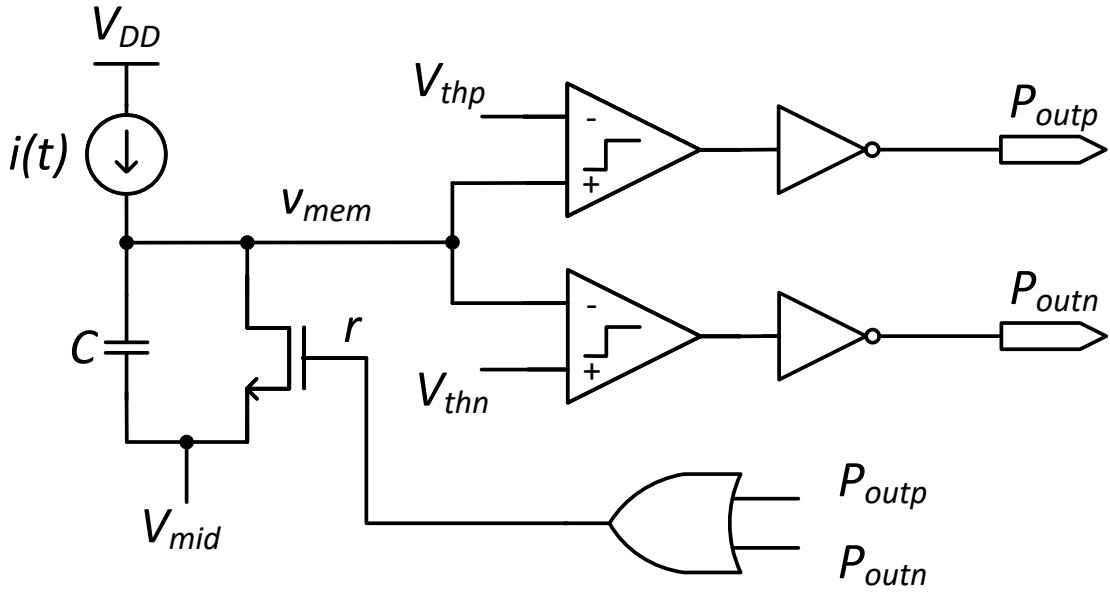 V_DD
V_thp
P_outp
i(t)
-
+
v_mem
P_outn
-
C
r
+
V_thn
V_mid
P_outp
P_outn